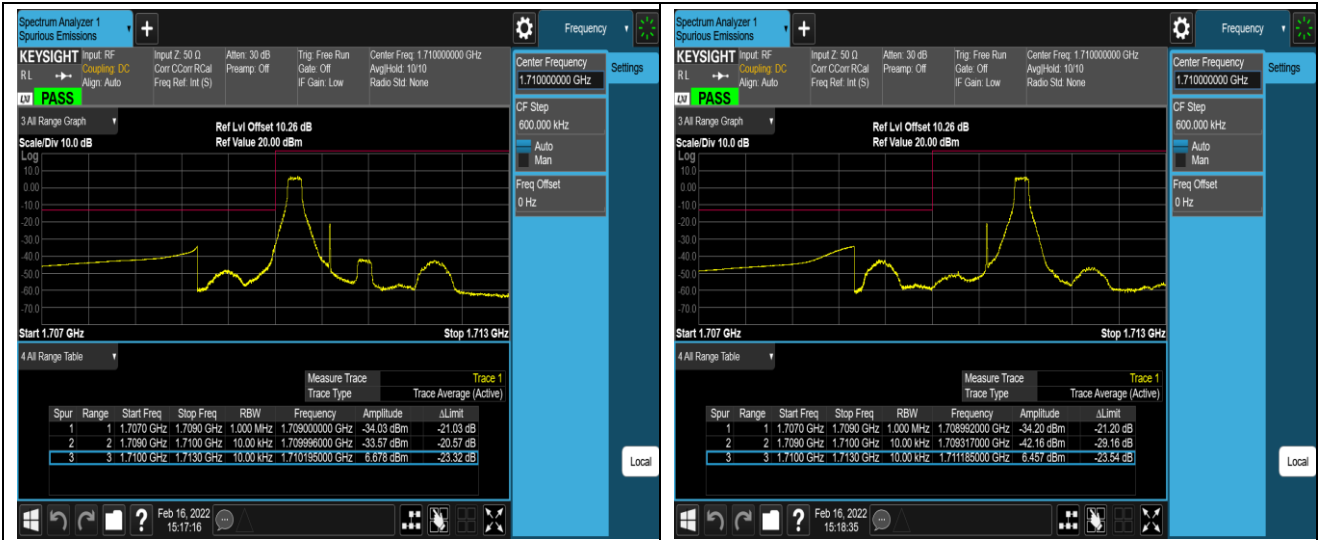 Spectrum Analyzer 1
Spurious Emissions
Frequency
KEYSIGHT Input: RF Input Z: 50 Ω Atten: 30 dB Trig: Free Run Center Freq: 1.710000000 GHz
Coupling: DC Corr CCorr RCal Preamp: Off Gate: Off Avg|Hold: 10/10
RL Align: Auto Freq Ref: Int (S) IF Gain: Low Radio Std: None
LXI PASS
Center Frequency
1.710000000 GHz
Settings
CF Step
600.000 kHz
Auto
Man
Freq Offset
0 Hz
3 All Range Graph
Ref Lvl Offset 10.26 dB
Scale/Div 10.0 dB Ref Value 20.00 dBm
Log
10.0
0.00
-10.0
-20.0
-30.0
-40.0
-50.0
-60.0
-70.0
Start 1.707 GHz Stop 1.713 GHz
4 All Range Table
Measure Trace Trace 1
Trace Type Trace Average (Active)
Spur Range Start Freq Stop Freq RBW Frequency Amplitude ΔLimit
1 1 1.7070 GHz 1.7090 GHz 1.000 MHz 1.709000000 GHz -34.03 dBm -21.03 dB
2 2 1.7090 GHz 1.7100 GHz 10.00 kHz 1.709996000 GHz -33.57 dBm -20.57 dB
3 3 1.7100 GHz 1.7130 GHz 10.00 kHz 1.710195000 GHz 6.678 dBm -23.32 dB
Local
Feb 16, 2022
15:17:16
Spectrum Analyzer 1
Spurious Emissions
Frequency
KEYSIGHT Input: RF Input Z: 50 Ω Atten: 30 dB Trig: Free Run Center Freq: 1.710000000 GHz
Coupling: DC Corr CCorr RCal Preamp: Off Gate: Off Avg|Hold: 10/10
RL Align: Auto Freq Ref: Int (S) IF Gain: Low Radio Std: None
LXI PASS
Center Frequency
1.710000000 GHz
Settings
CF Step
600.000 kHz
Auto
Man
Freq Offset
0 Hz
3 All Range Graph
Ref Lvl Offset 10.26 dB
Scale/Div 10.0 dB Ref Value 20.00 dBm
Log
10.0
0.00
-10.0
-20.0
-30.0
-40.0
-50.0
-60.0
-70.0
Start 1.707 GHz Stop 1.713 GHz
4 All Range Table
Measure Trace Trace 1
Trace Type Trace Average (Active)
Spur Range Start Freq Stop Freq RBW Frequency Amplitude ΔLimit
1 1 1.7070 GHz 1.7090 GHz 1.000 MHz 1.708992000 GHz -34.20 dBm -21.20 dB
2 2 1.7090 GHz 1.7100 GHz 10.00 kHz 1.709317000 GHz -42.16 dBm -29.16 dB
3 3 1.7100 GHz 1.7130 GHz 10.00 kHz 1.711185000 GHz 6.457 dBm -23.54 dB
Local
Feb 16, 2022
15:18:35